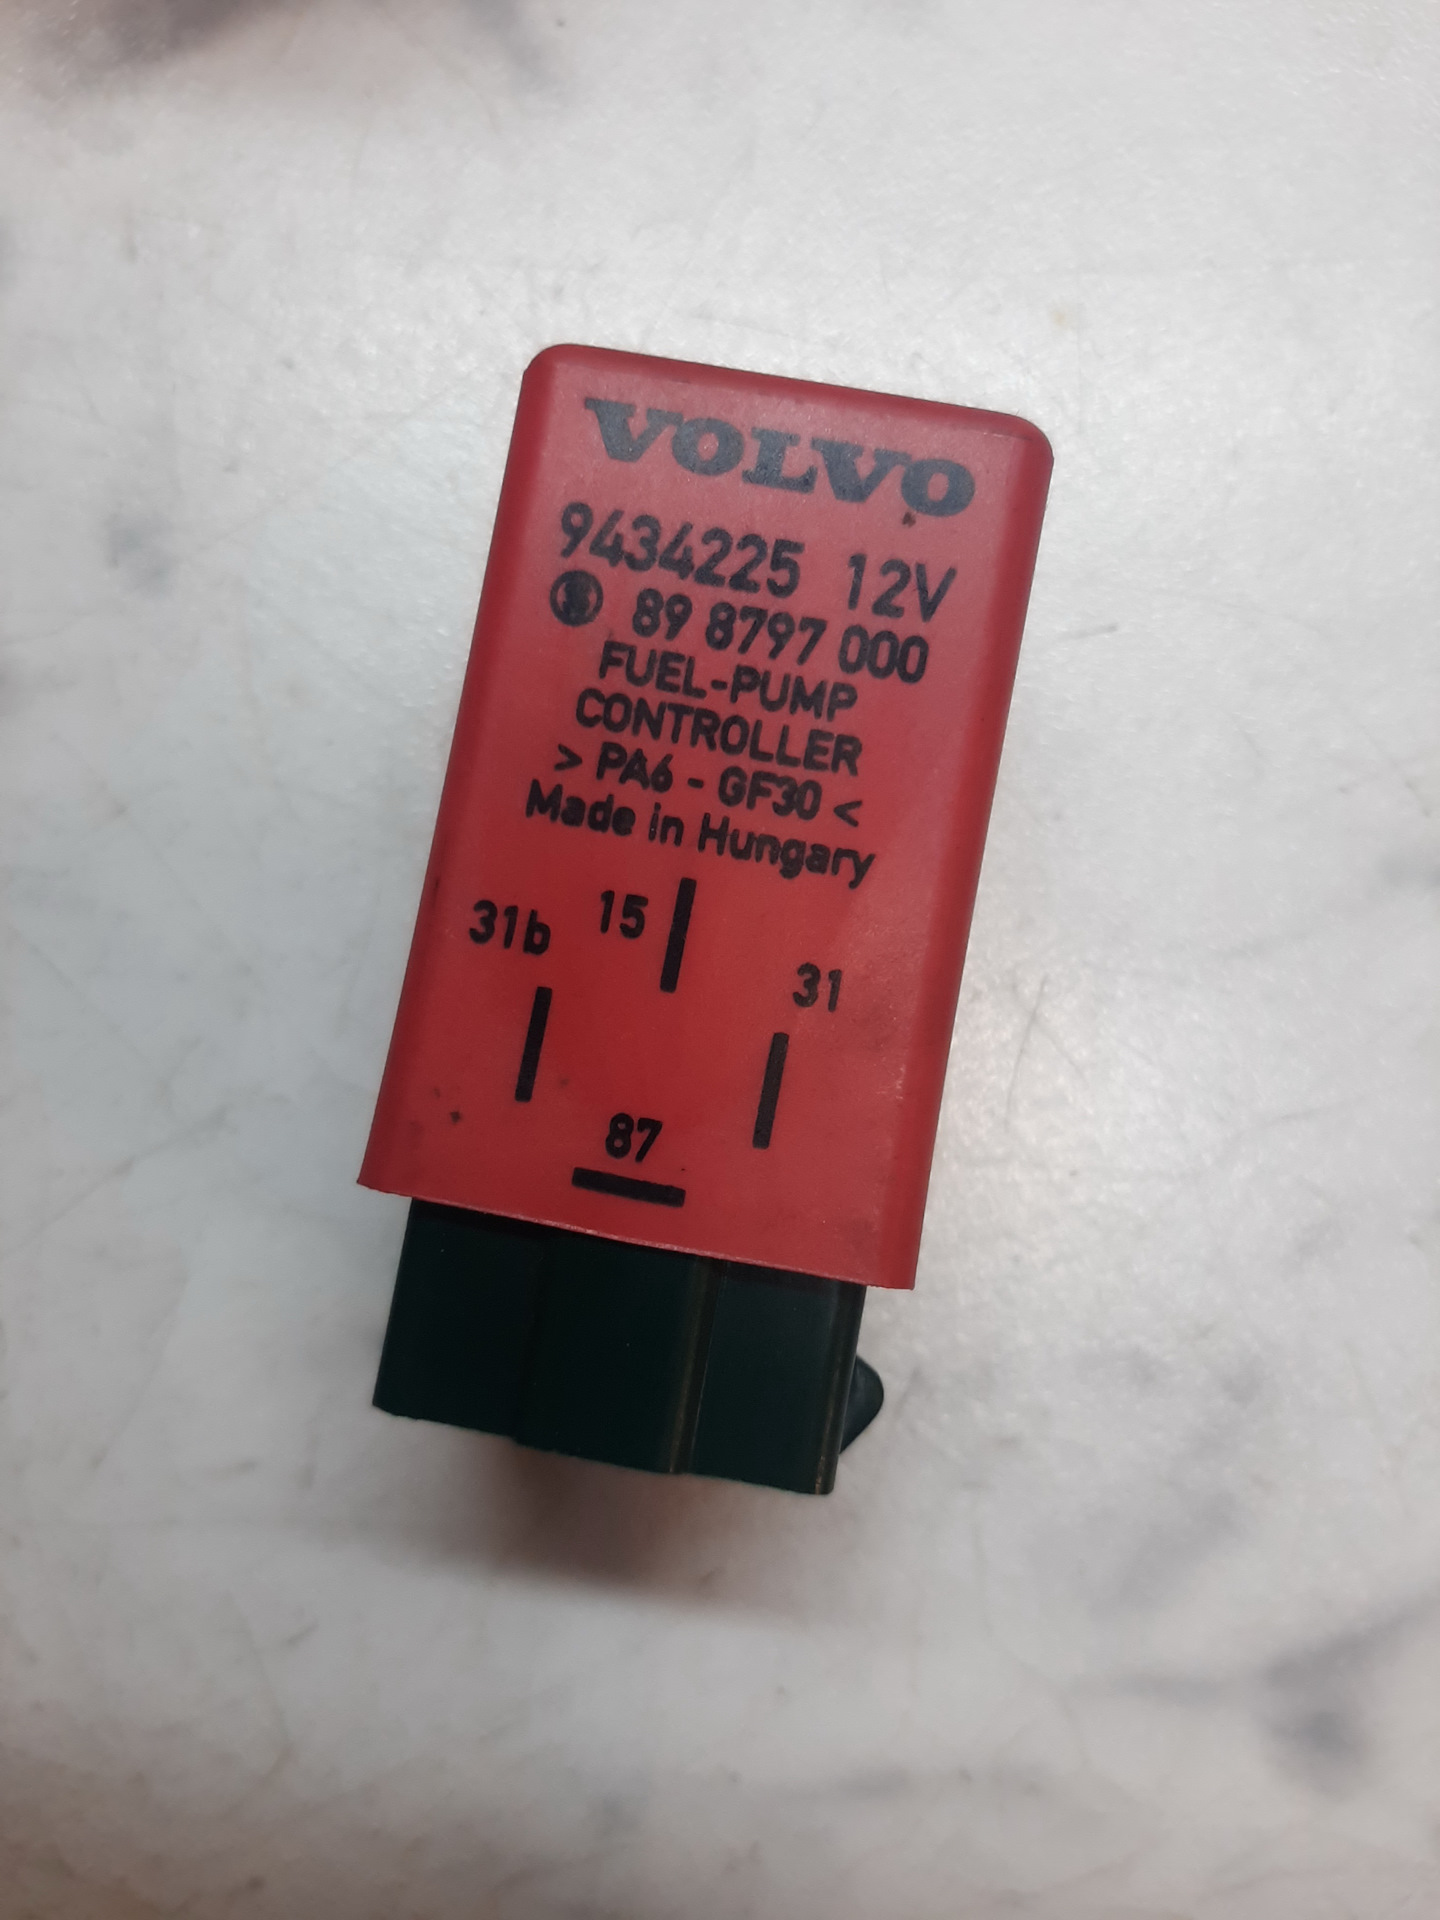 VOLVO
9434225 12V
89 8797 000
FUEL-PUMP
CONTROLLER
> PA6 - GF30 <
Made in Hungary
31b 15 31
87